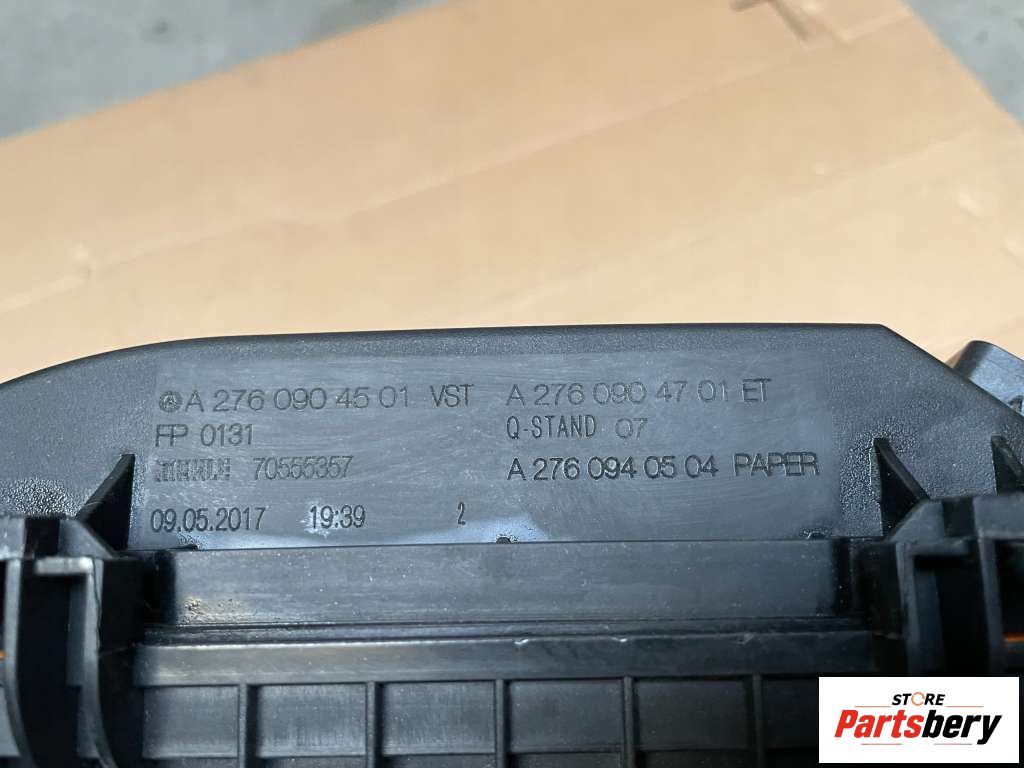 A 276 090 45 01 VST A 276 090 47 01 ET
FP 0131 Q-STAND 07
MAHLE 70555357 A 276 094 05 04 PAPER
09.05.2017 19:39 2
STORE
Partsbery